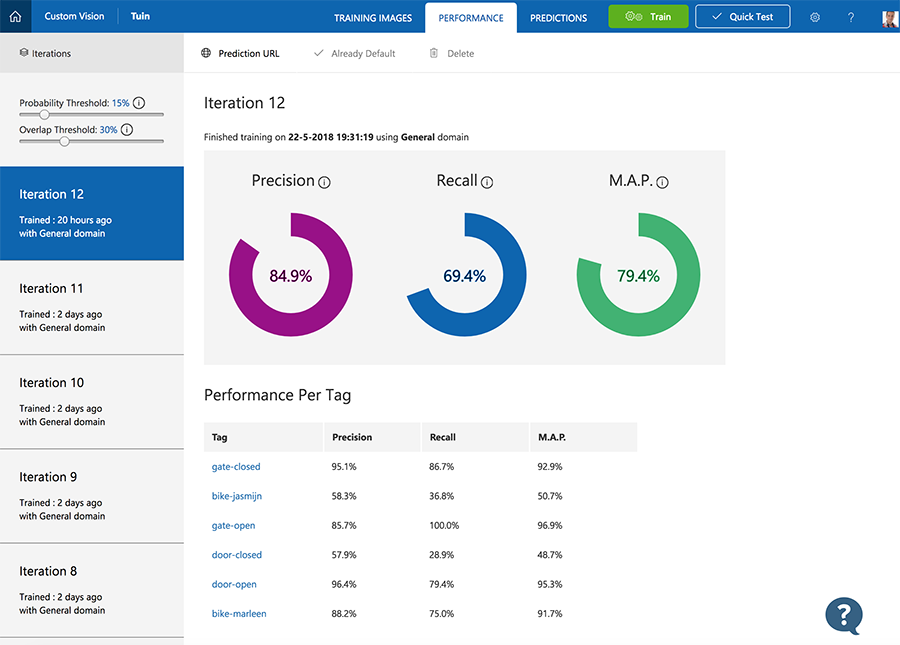 Custom Vision Tuin TRAINING IMAGES PERFORMANCE PREDICTIONS Train Quick Test ?
Iterations
Prediction URL Already Default Delete
Probability Threshold: 15% i
Overlap Threshold: 30% i
Iteration 12
Trained : 20 hours ago
with General domain
Iteration 11
Trained : 2 days ago
with General domain
Iteration 10
Trained : 2 days ago
with General domain
Iteration 9
Trained : 2 days ago
with General domain
Iteration 8
Trained : 2 days ago
with General domain
Iteration 12
Finished training on 22-5-2018 19:31:19 using General domain
Precision i Recall i M.A.P. i
84.9% 69.4% 79.4%
Performance Per Tag
Tag Precision Recall M.A.P.
gate-closed 95.1% 86.7% 92.9%
bike-jasmijn 58.3% 36.8% 50.7%
gate-open 85.7% 100.0% 96.9%
door-closed 57.9% 28.9% 48.7%
door-open 96.4% 79.4% 95.3%
bike-marleen 88.2% 75.0% 91.7%
?